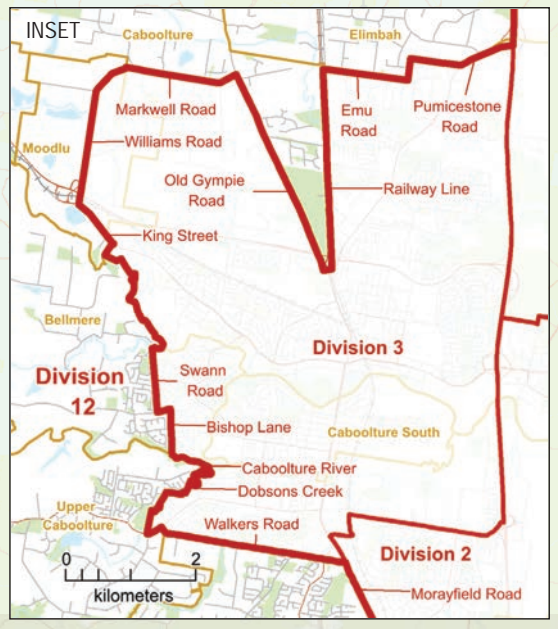 INSET
Caboolture
Elimbah
Markwell Road
Emu
Road
Pumicestone
Road
Moodlu
Williams Road
Old Gympie
Road
Railway Line
King Street
Bellmere
Division 3
Division
12
Swann
Road
Bishop Lane
Caboolture South
Caboolture River
Dobsons Creek
Upper
Caboolture
Walkers Road
Division 2
0 2
kilometers
Morayfield Road